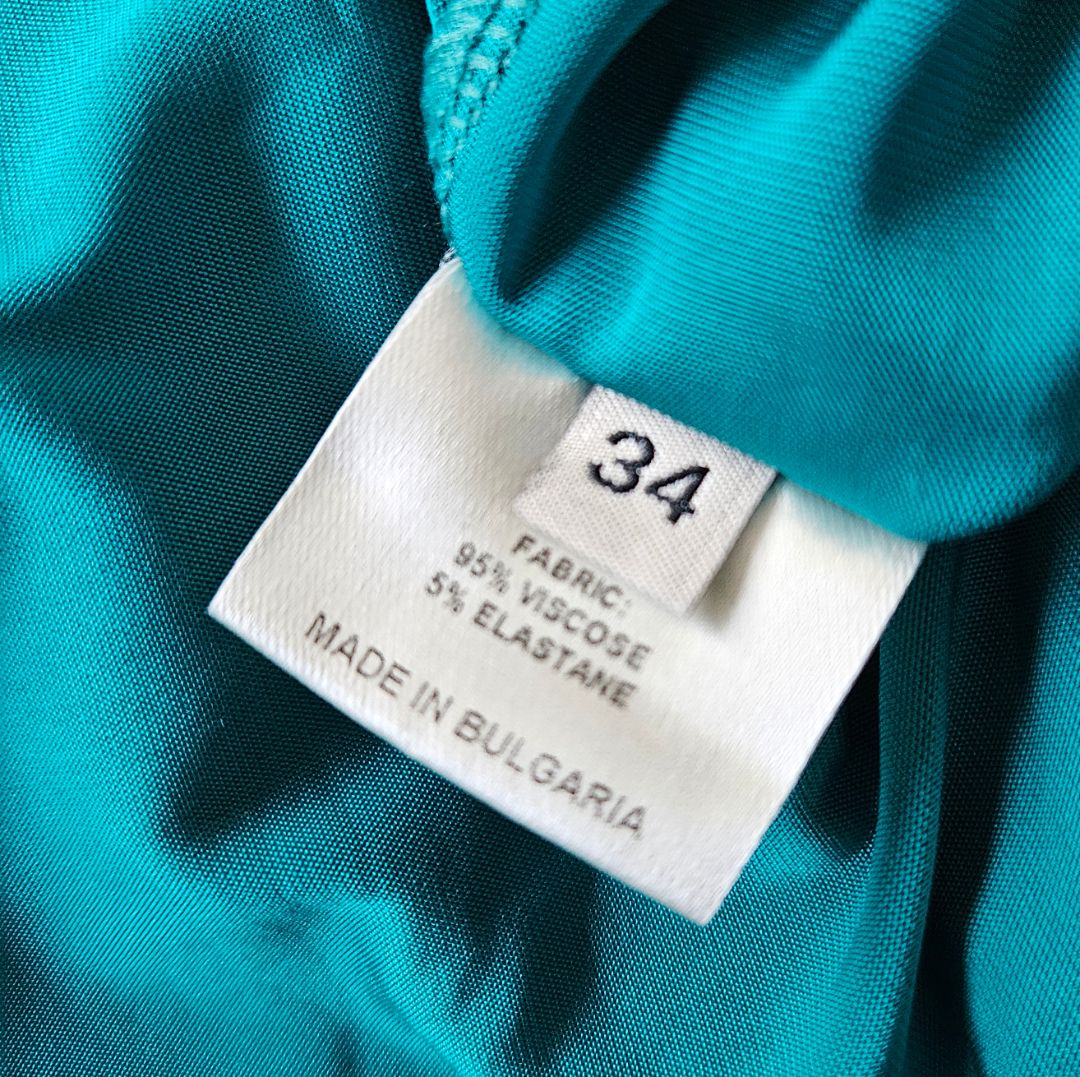 34
FABRIC:
95% VISCOSE
5% ELASTANE
MADE IN BULGARIA